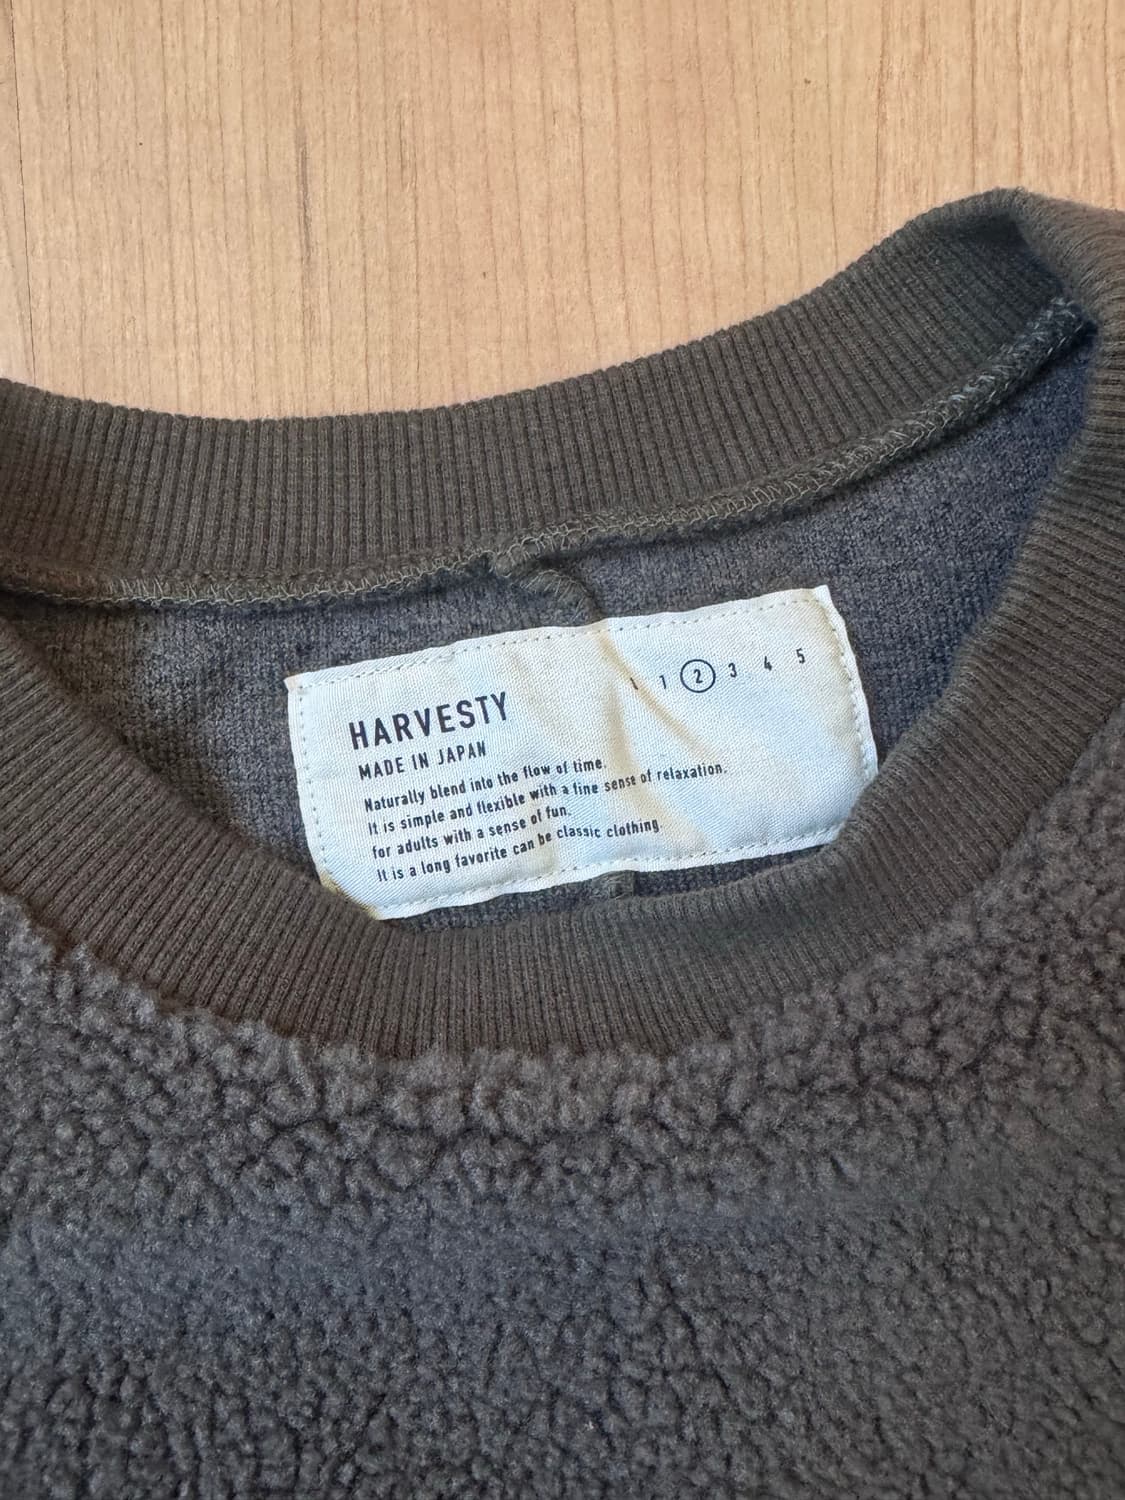 HARVESTY
1 2 3 4 5
MADE IN JAPAN
Naturally blend into the flow of time.
It is simple and flexible with a fine sense of relaxation.
for adults with a sense of fun.
It is a long favorite can be classic clothing.